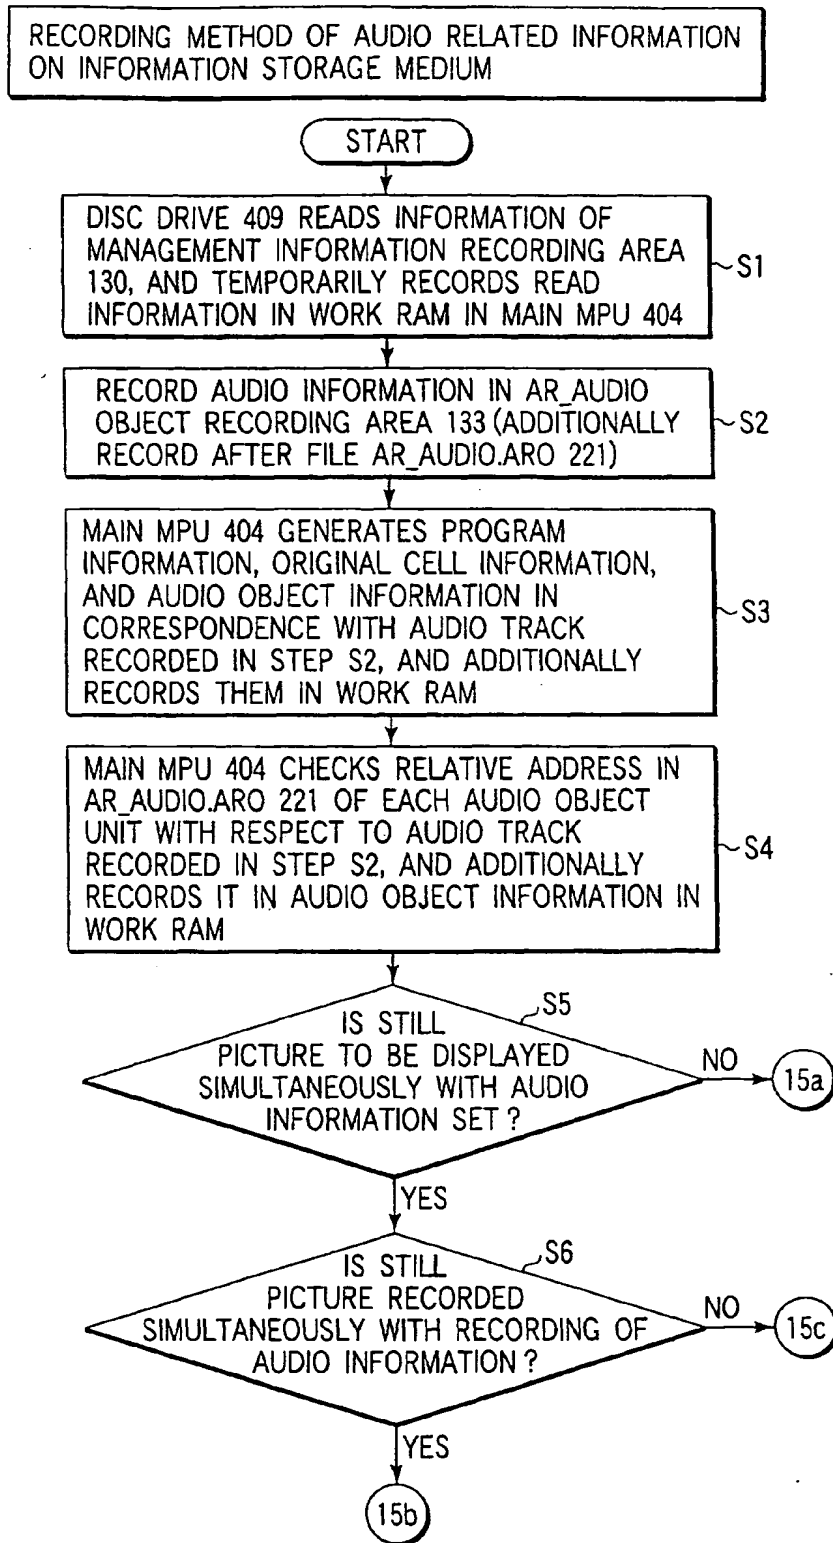 RECORDING METHOD OF AUDIO RELATED INFORMATION
ON INFORMATION STORAGE MEDIUM
START
DISC DRIVE 409 READS INFORMATION OF
MANAGEMENT INFORMATION RECORDING AREA
130, AND TEMPORARILY RECORDS READ
INFORMATION IN WORK RAM IN MAIN MPU 404
S1
RECORD AUDIO INFORMATION IN AR_AUDIO
OBJECT RECORDING AREA 133 (ADDITIONALLY
RECORD AFTER FILE AR_AUDIO.ARO 221)
S2
MAIN MPU 404 GENERATES PROGRAM
INFORMATION, ORIGINAL CELL INFORMATION,
AND AUDIO OBJECT INFORMATION IN
CORRESPONDENCE WITH AUDIO TRACK
RECORDED IN STEP S2, AND ADDITIONALLY
RECORDS THEM IN WORK RAM
S3
MAIN MPU 404 CHECKS RELATIVE ADDRESS IN
AR_AUDIO.ARO 221 OF EACH AUDIO OBJECT
UNIT WITH RESPECT TO AUDIO TRACK
RECORDED IN STEP S2, AND ADDITIONALLY
RECORDS IT IN AUDIO OBJECT INFORMATION IN
WORK RAM
S4
S5
IS STILL
PICTURE TO BE DISPLAYED
SIMULTANEOUSLY WITH AUDIO
INFORMATION SET ?
NO
15a
YES
S6
IS STILL
PICTURE RECORDED
SIMULTANEOUSLY WITH RECORDING OF
AUDIO INFORMATION ?
NO
15c
YES
15b